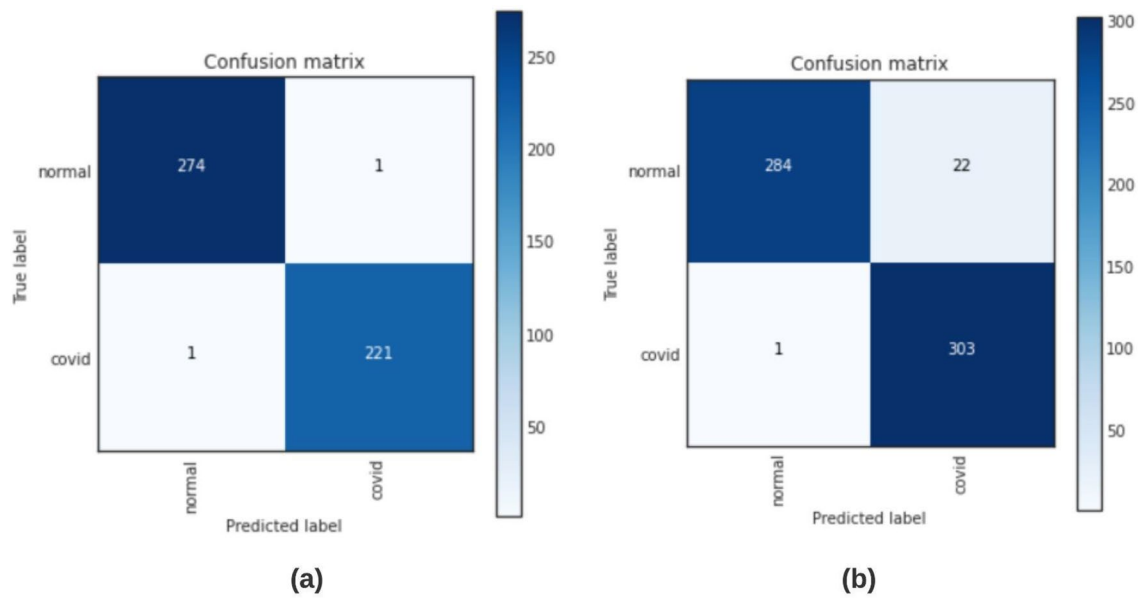 Confusion matrix
250
200
150
100
50
normal
covid
274
1
1
221
True label
normal
covid
Predicted label
(a)
Confusion matrix
300
250
200
150
100
50
normal
covid
284
22
1
303
True label
normal
covid
Predicted label
(b)